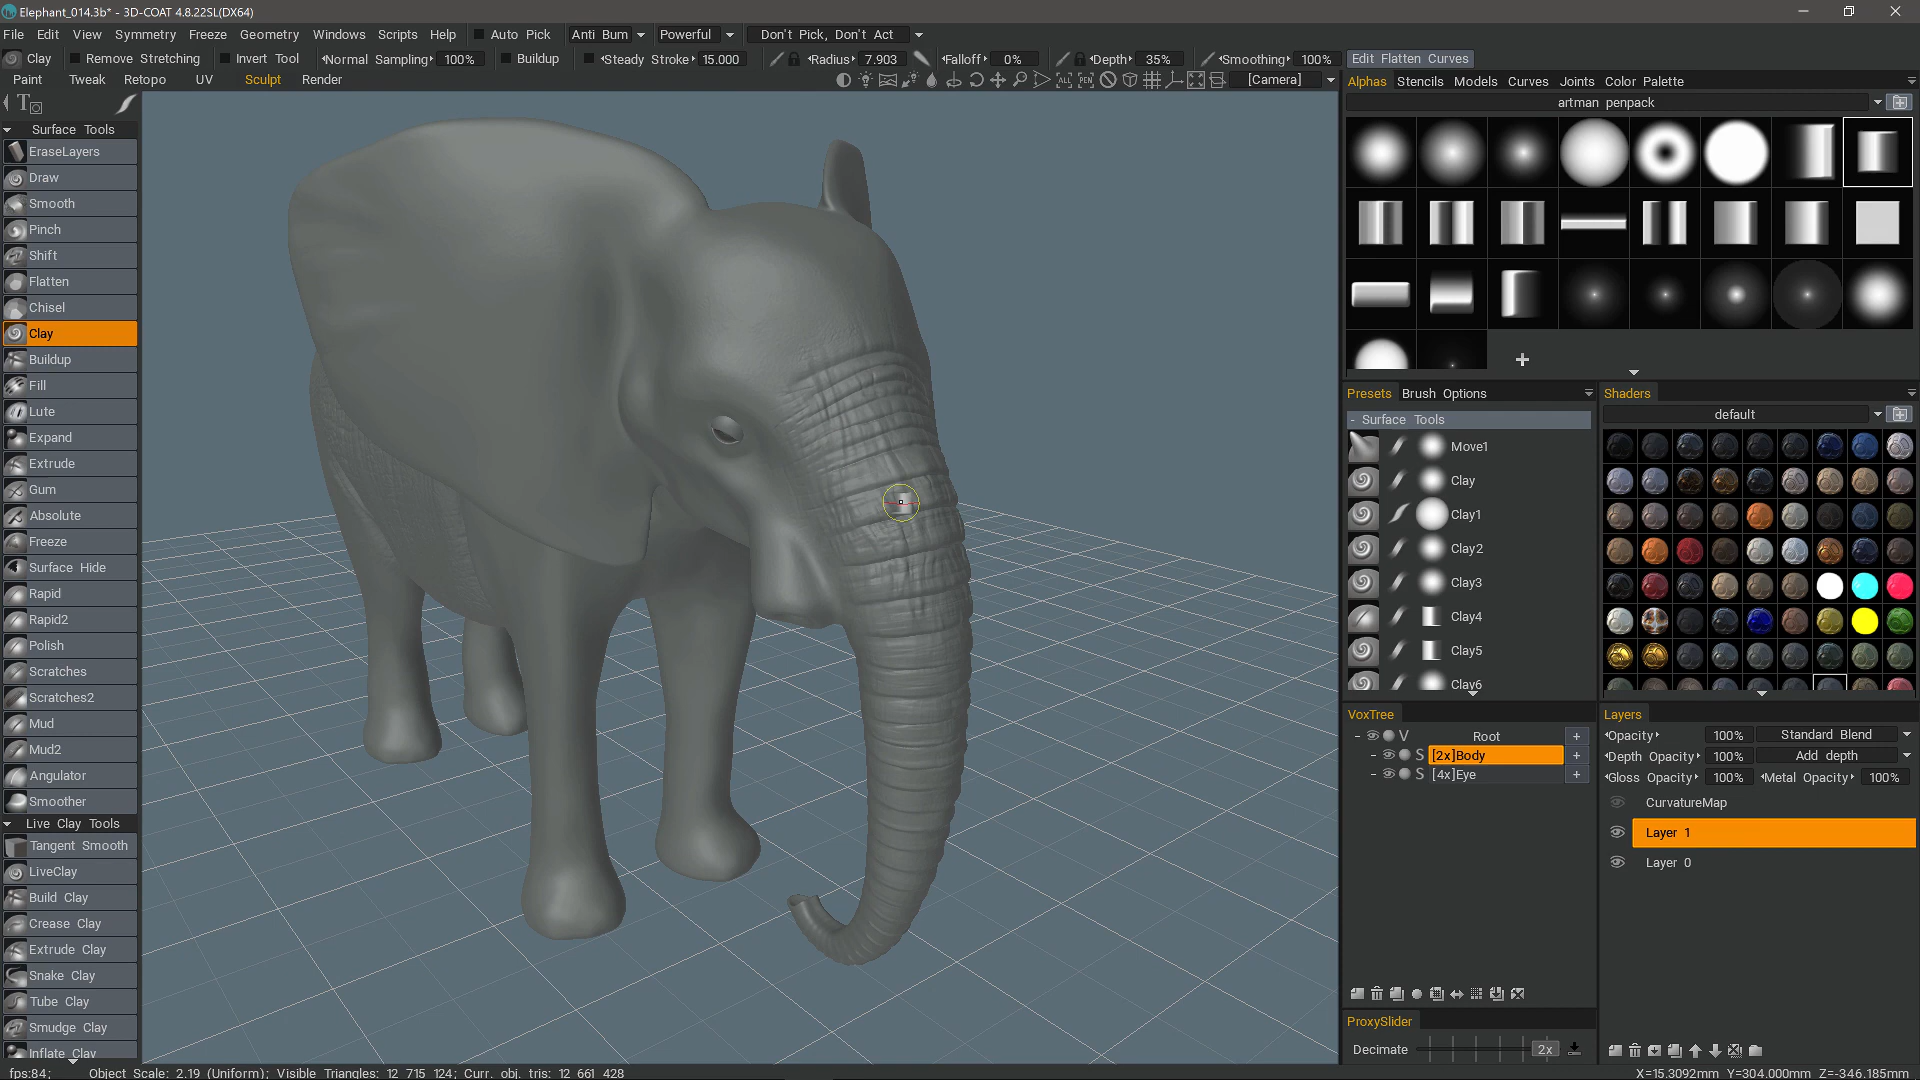 Elephant_014.3b* - 3D-COAT 4.8.22SL(DX64)
File Edit View Symmetry Freeze Geometry Windows Scripts Help Auto Pick Anti Bum Powerful Don't Pick, Don't Act
Clay Remove Stretching Invert Tool Normal Sampling 100% Buildup Steady Stroke 15.000 Radius 7.903 Falloff 0% Depth 35% Smoothing 100% Edit Flatten Curves
Paint Tweak Retopo UV Sculpt Render ALL PEN [Camera]
Alphas Stencils Models Curves Joints Color Palette
artman penpack
Surface Tools
EraseLayers
Draw
Smooth
Pinch
Shift
Flatten
Chisel
Clay
Buildup
Fill
Lute
Expand
Extrude
Gum
Absolute
Freeze
Surface Hide
Rapid
Rapid2
Polish
Scratches
Scratches2
Mud
Mud2
Angulator
Smoother
Live Clay Tools
Tangent Smooth
LiveClay
Build Clay
Crease Clay
Extrude Clay
Snake Clay
Tube Clay
Smudge Clay
Inflate Clay
Presets Brush Options
- Surface Tools
Move1
Clay
Clay1
Clay2
Clay3
Clay4
Clay5
Clay6
Shaders
default
VoxTree
- V Root +
- S [2x]Body +
- S [4x]Eye +
ProxySlider
Decimate 2x
Layers
Opacity 100% Standard Blend
Depth Opacity 100% Add depth
Gloss Opacity 100% Metal Opacity 100%
CurvatureMap
Layer 1
Layer 0
fps:84; Object Scale: 2.19 (Uniform); Visible Triangles: 12 715 124; Curr. obj. tris: 12 661 428 X=15.3092mm Y=304.000mm Z=-346.185mm